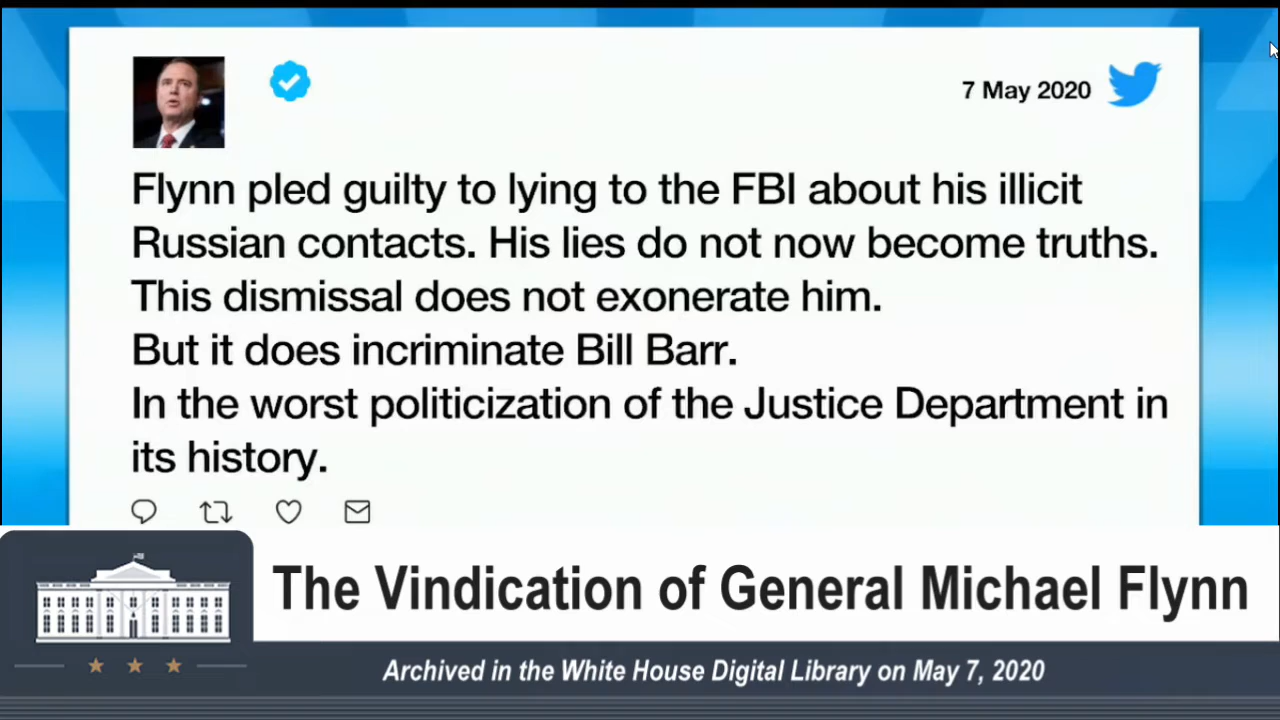 7 May 2020
Flynn pled guilty to lying to the FBI about his illicit
Russian contacts. His lies do not now become truths.
This dismissal does not exonerate him.
But it does incriminate Bill Barr.
In the worst politicization of the Justice Department in
its history.
The Vindication of General Michael Flynn
Archived in the White House Digital Library on May 7, 2020